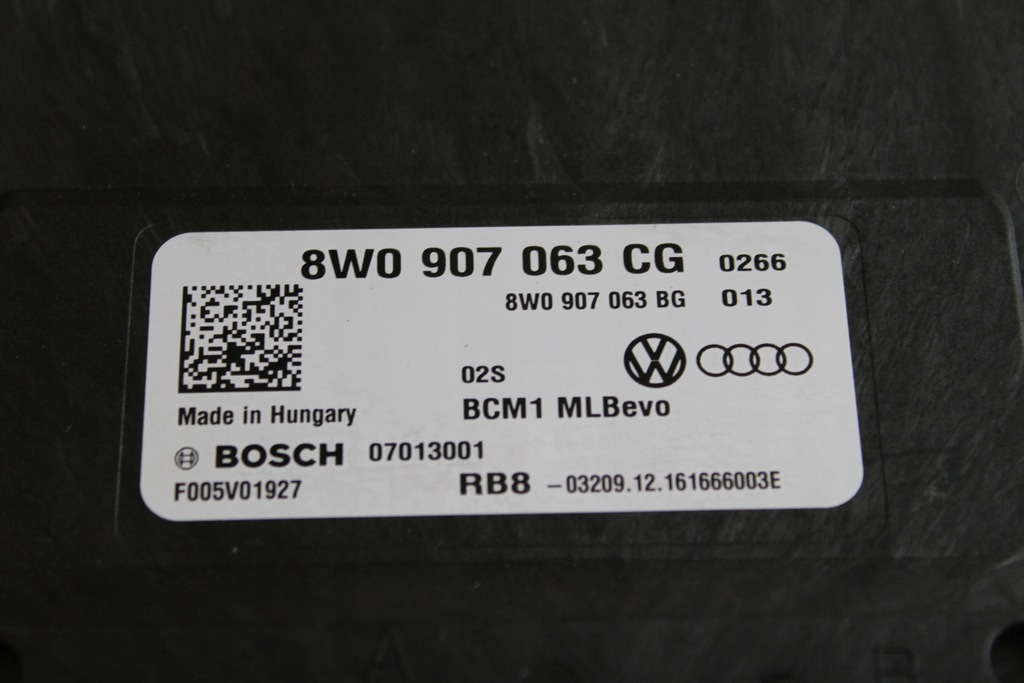 8W0 907 063 CG 0266
8W0 907 063 BG 013
02S
Made in Hungary
BCM1 MLBevo
BOSCH 07013001
F005V01927
RB8 -03209.12.161666003E
A
B